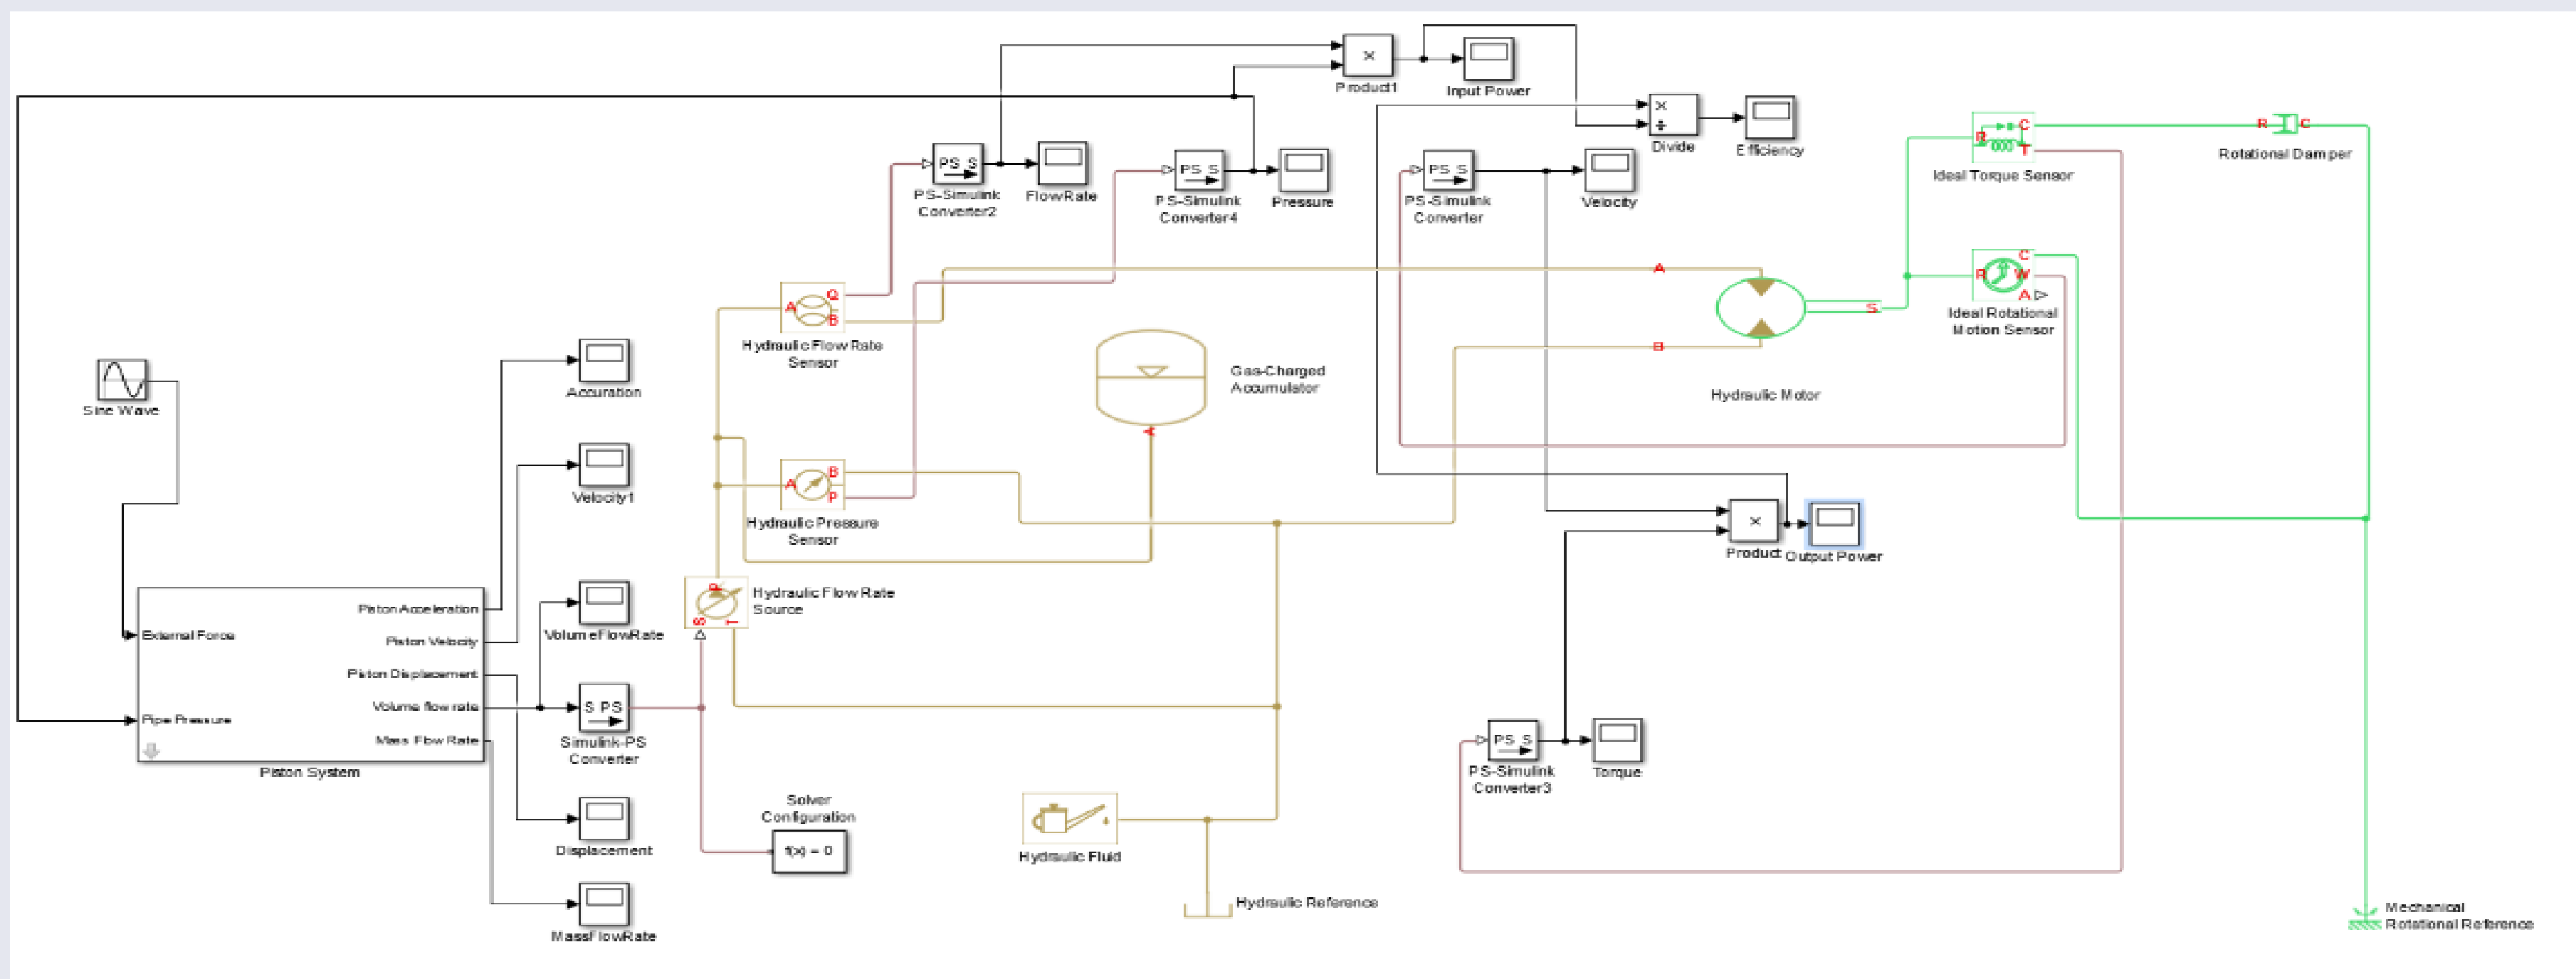 ×
Product1
Input Power
×
÷
Divide
Efficiency
R
C
Rotational Damper
R
C
T
Ideal Torque Sensor
PS S
PS-Simulink
Converter2
FlowRate
PS S
PS-Simulink
Converter4
Pressure
PS S
PS-Simulink
Converter
Velocity
A
Q
B
Hydraulic Flow Rate
Sensor
A
B
S
Hydraulic Motor
R
C
W
A
Ideal Rotational
Motion Sensor
Sine Wave
Accuration
Gas-Charged
Accumulator
A
Velocity1
A
B
P
Hydraulic Pressure
Sensor
×
Product
Output Power
P
S
T
Hydraulic Flow Rate
Source
External Force
Pipe Pressure
Piston Acceleration
Piston Velocity
Piston Displacement
Volume flow rate
Mass Flow Rate
Piston System
VolumeFlowRate
S PS
Simulink-PS
Converter
PS S
PS-Simulink
Converter3
Torque
Solver
Configuration
f(x) = 0
Displacement
Hydraulic Fluid
MassFlowRate
Hydraulic Reference
Mechanical
Rotational Reference